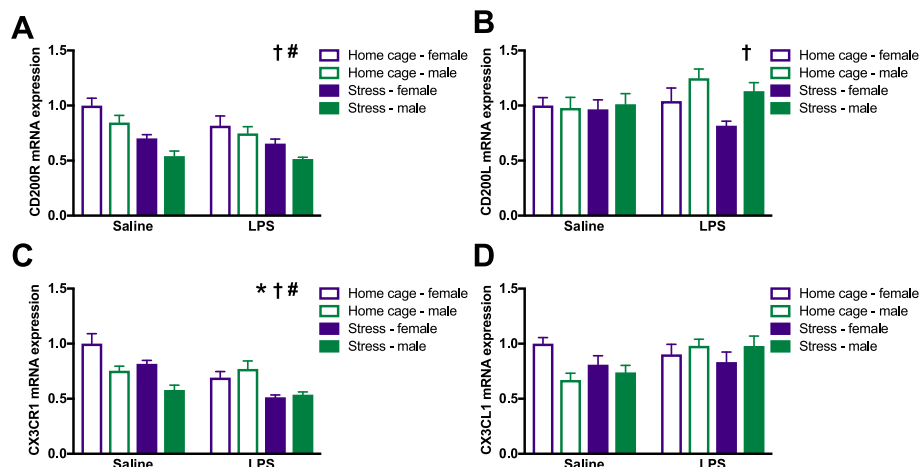 A
CD200R mRNA expression
1.5
1.0
0.5
0.0
Saline
LPS
† #
Home cage - female
Home cage - male
Stress - female
Stress - male
B
CD200L mRNA expression
1.5
1.0
0.5
0.0
Saline
LPS
†
Home cage - female
Home cage - male
Stress - female
Stress - male
C
CX3CR1 mRNA expression
1.5
1.0
0.5
0.0
Saline
LPS
* † #
Home cage - female
Home cage - male
Stress - female
Stress - male
D
CX3CL1 mRNA expression
1.5
1.0
0.5
0.0
Saline
LPS
Home cage - female
Home cage - male
Stress - female
Stress - male